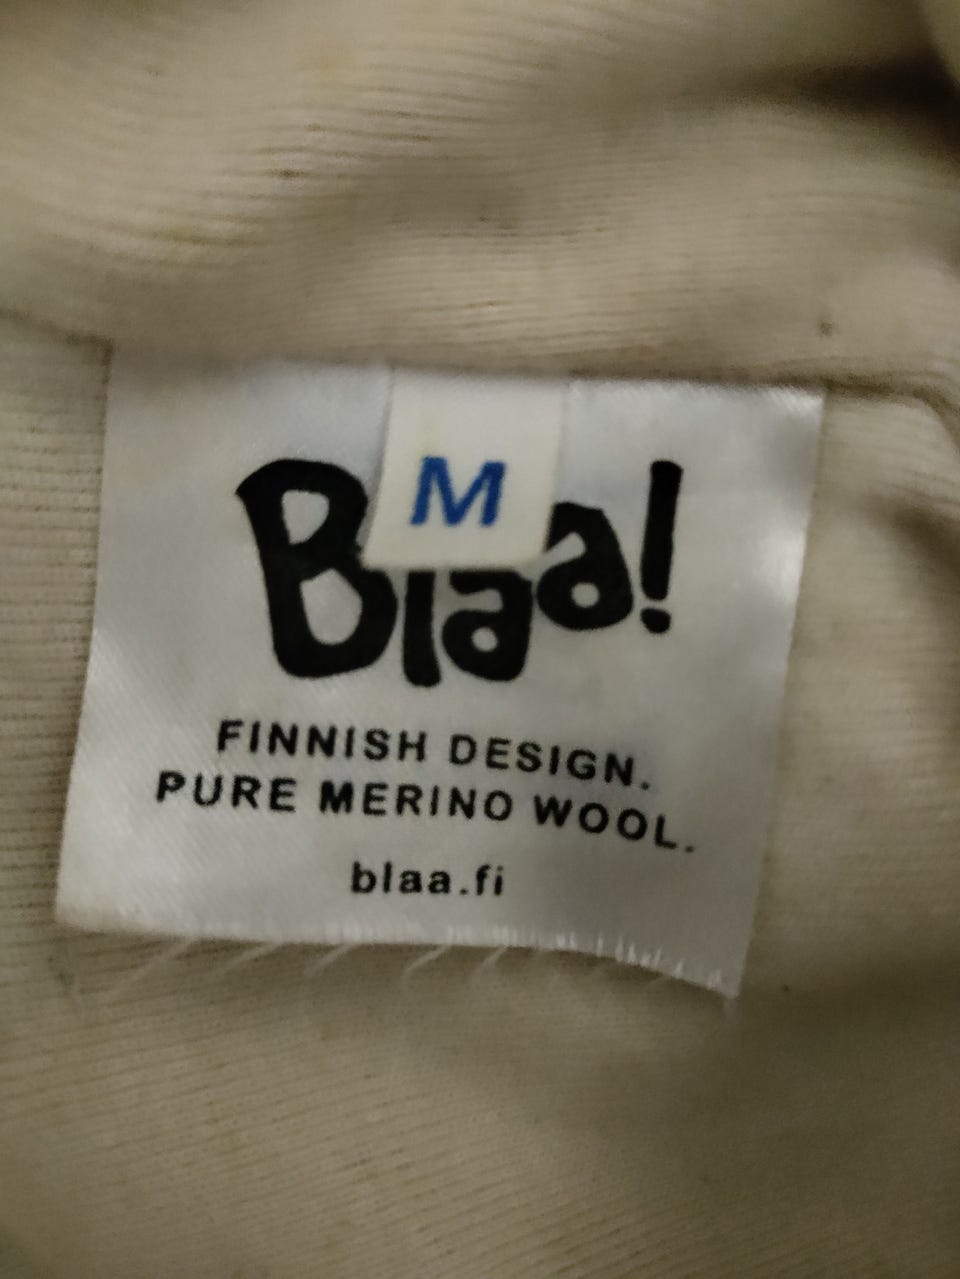 M
Blaa!
FINNISH DESIGN.
PURE MERINO WOOL.
blaa.fi